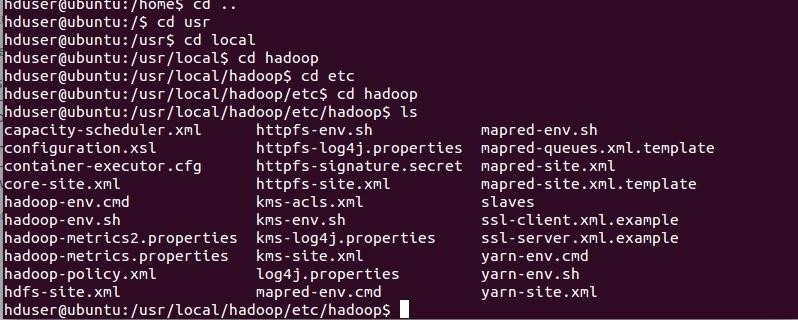 hduser@ubuntu:/home$ cd ..
hduser@ubuntu:/$ cd usr
hduser@ubuntu:/usr$ cd local
hduser@ubuntu:/usr/local$ cd hadoop
hduser@ubuntu:/usr/local/hadoop$ cd etc
hduser@ubuntu:/usr/local/hadoop/etc$ cd hadoop
hduser@ubuntu:/usr/local/hadoop/etc/hadoop$ ls
capacity-scheduler.xml httpfs-env.sh mapred-env.sh
configuration.xsl httpfs-log4j.properties mapred-queues.xml.template
container-executor.cfg httpfs-signature.secret mapred-site.xml
core-site.xml httpfs-site.xml mapred-site.xml.template
hadoop-env.cmd kms-acls.xml slaves
hadoop-env.sh kms-env.sh ssl-client.xml.example
hadoop-metrics2.properties kms-log4j.properties ssl-server.xml.example
hadoop-metrics.properties kms-site.xml yarn-env.cmd
hadoop-policy.xml log4j.properties yarn-env.sh
hdfs-site.xml mapred-env.cmd yarn-site.xml
hduser@ubuntu:/usr/local/hadoop/etc/hadoop$